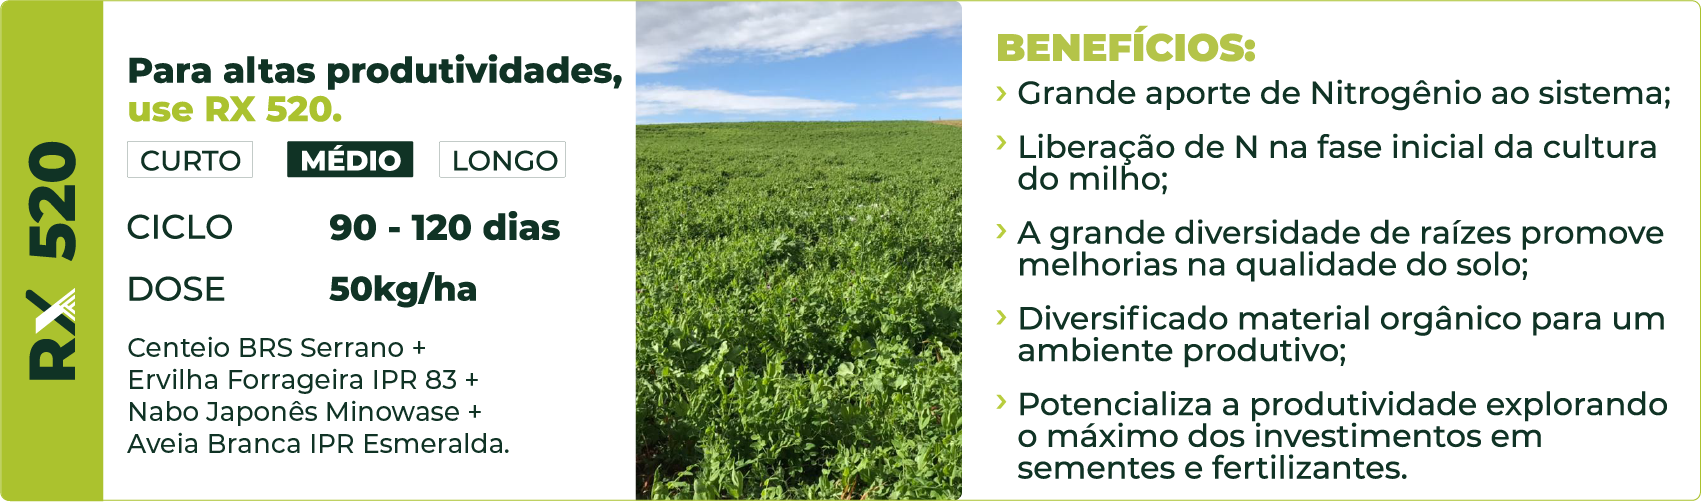 RX 520
Para altas produtividades,
use RX 520.
CURTO MÉDIO LONGO
CICLO 90 - 120 dias
DOSE 50kg/ha
Centeio BRS Serrano +
Ervilha Forrageira IPR 83 +
Nabo Japonês Minowase +
Aveia Branca IPR Esmeralda.
BENEFÍCIOS:
› Grande aporte de Nitrogênio ao sistema;
› Liberação de N na fase inicial da cultura
do milho;
› A grande diversidade de raízes promove
melhorias na qualidade do solo;
› Diversificado material orgânico para um
ambiente produtivo;
› Potencializa a produtividade explorando
o máximo dos investimentos em
sementes e fertilizantes.